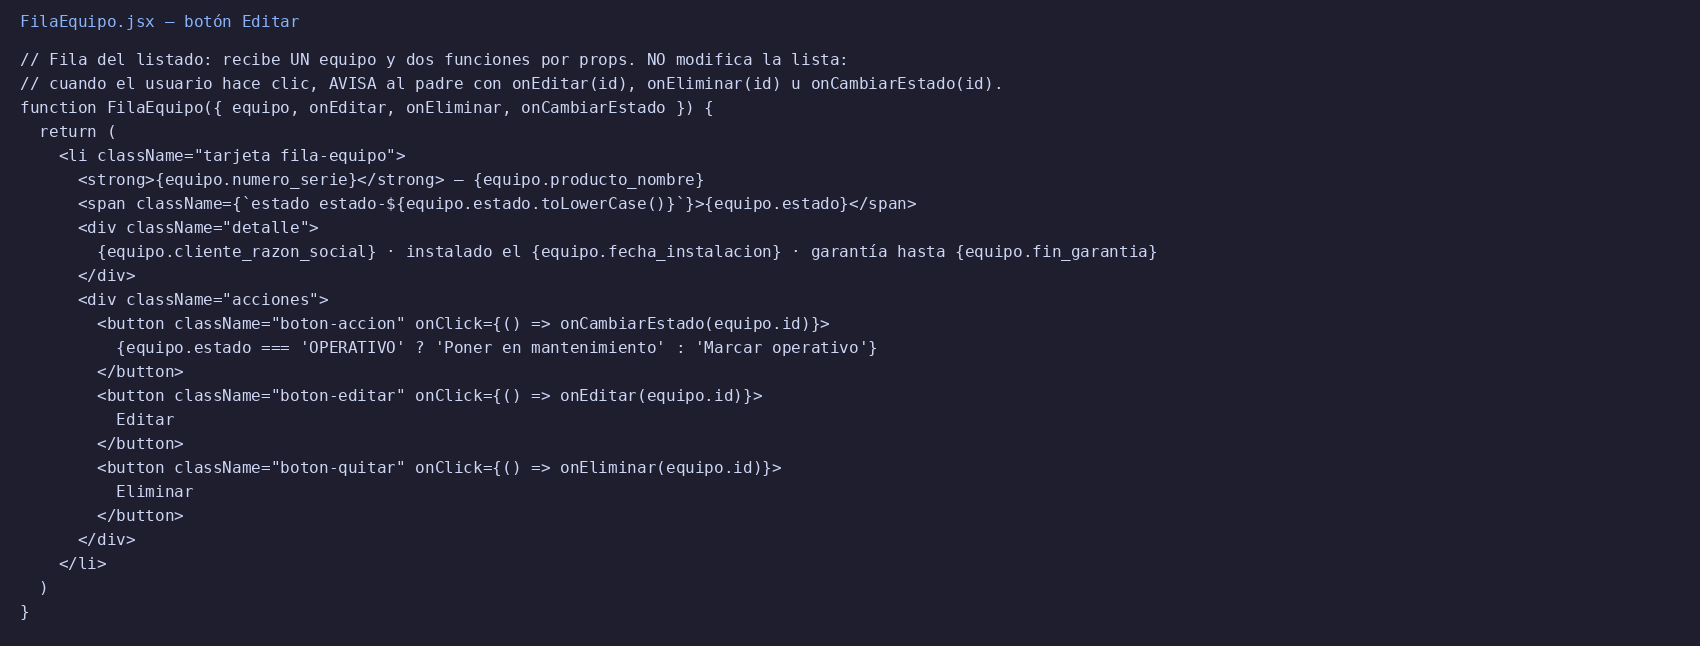 FilaEquipo.jsx — botón Editar
// Fila del listado: recibe UN equipo y dos funciones por props. NO modifica la lista:
// cuando el usuario hace clic, AVISA al padre con onEditar(id), onEliminar(id) u onCambiarEstado(id).
function FilaEquipo({ equipo, onEditar, onEliminar, onCambiarEstado }) {
  return (
    <li className="tarjeta fila-equipo">
      <strong>{equipo.numero_serie}</strong> — {equipo.producto_nombre}
      <span className={`estado estado-${equipo.estado.toLowerCase()}`}>{equipo.estado}</span>
      <div className="detalle">
        {equipo.cliente_razon_social} · instalado el {equipo.fecha_instalacion} · garantía hasta {equipo.fin_garantia}
      </div>
      <div className="acciones">
        <button className="boton-accion" onClick={() => onCambiarEstado(equipo.id)}>
          {equipo.estado === 'OPERATIVO' ? 'Poner en mantenimiento' : 'Marcar operativo'}
        </button>
        <button className="boton-editar" onClick={() => onEditar(equipo.id)}>
          Editar
        </button>
        <button className="boton-quitar" onClick={() => onEliminar(equipo.id)}>
          Eliminar
        </button>
      </div>
    </li>
  )
}